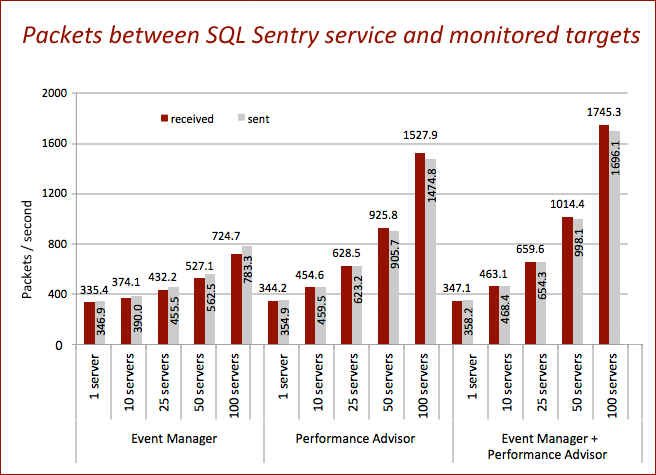 Packets between SQL Sentry service and monitored targets
2000
1600
1200
800
400
0
Packets / second
received
sent
335.4
346.9
374.1
390.0
432.2
455.5
527.1
562.5
724.7
783.3
344.2
354.9
454.6
459.5
628.5
623.2
925.8
905.7
1527.9
1474.8
347.1
358.2
463.1
468.4
659.6
654.3
1014.4
998.1
1745.3
1696.1
1 server
10 servers
25 servers
50 servers
100 servers
1 server
10 servers
25 servers
50 servers
100 servers
1 server
10 servers
25 servers
50 servers
100 servers
Event Manager
Performance Advisor
Event Manager +
Performance Advisor